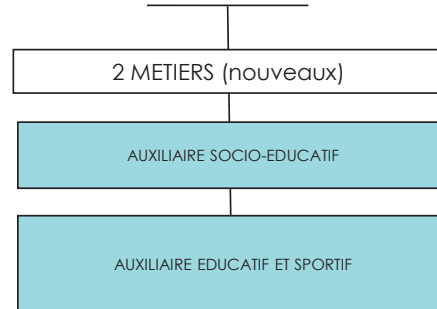 2 METIERS (nouveaux)
AUXILIAIRE SOCIO-EDUCATIF
AUXILIAIRE EDUCATIF ET SPORTIF